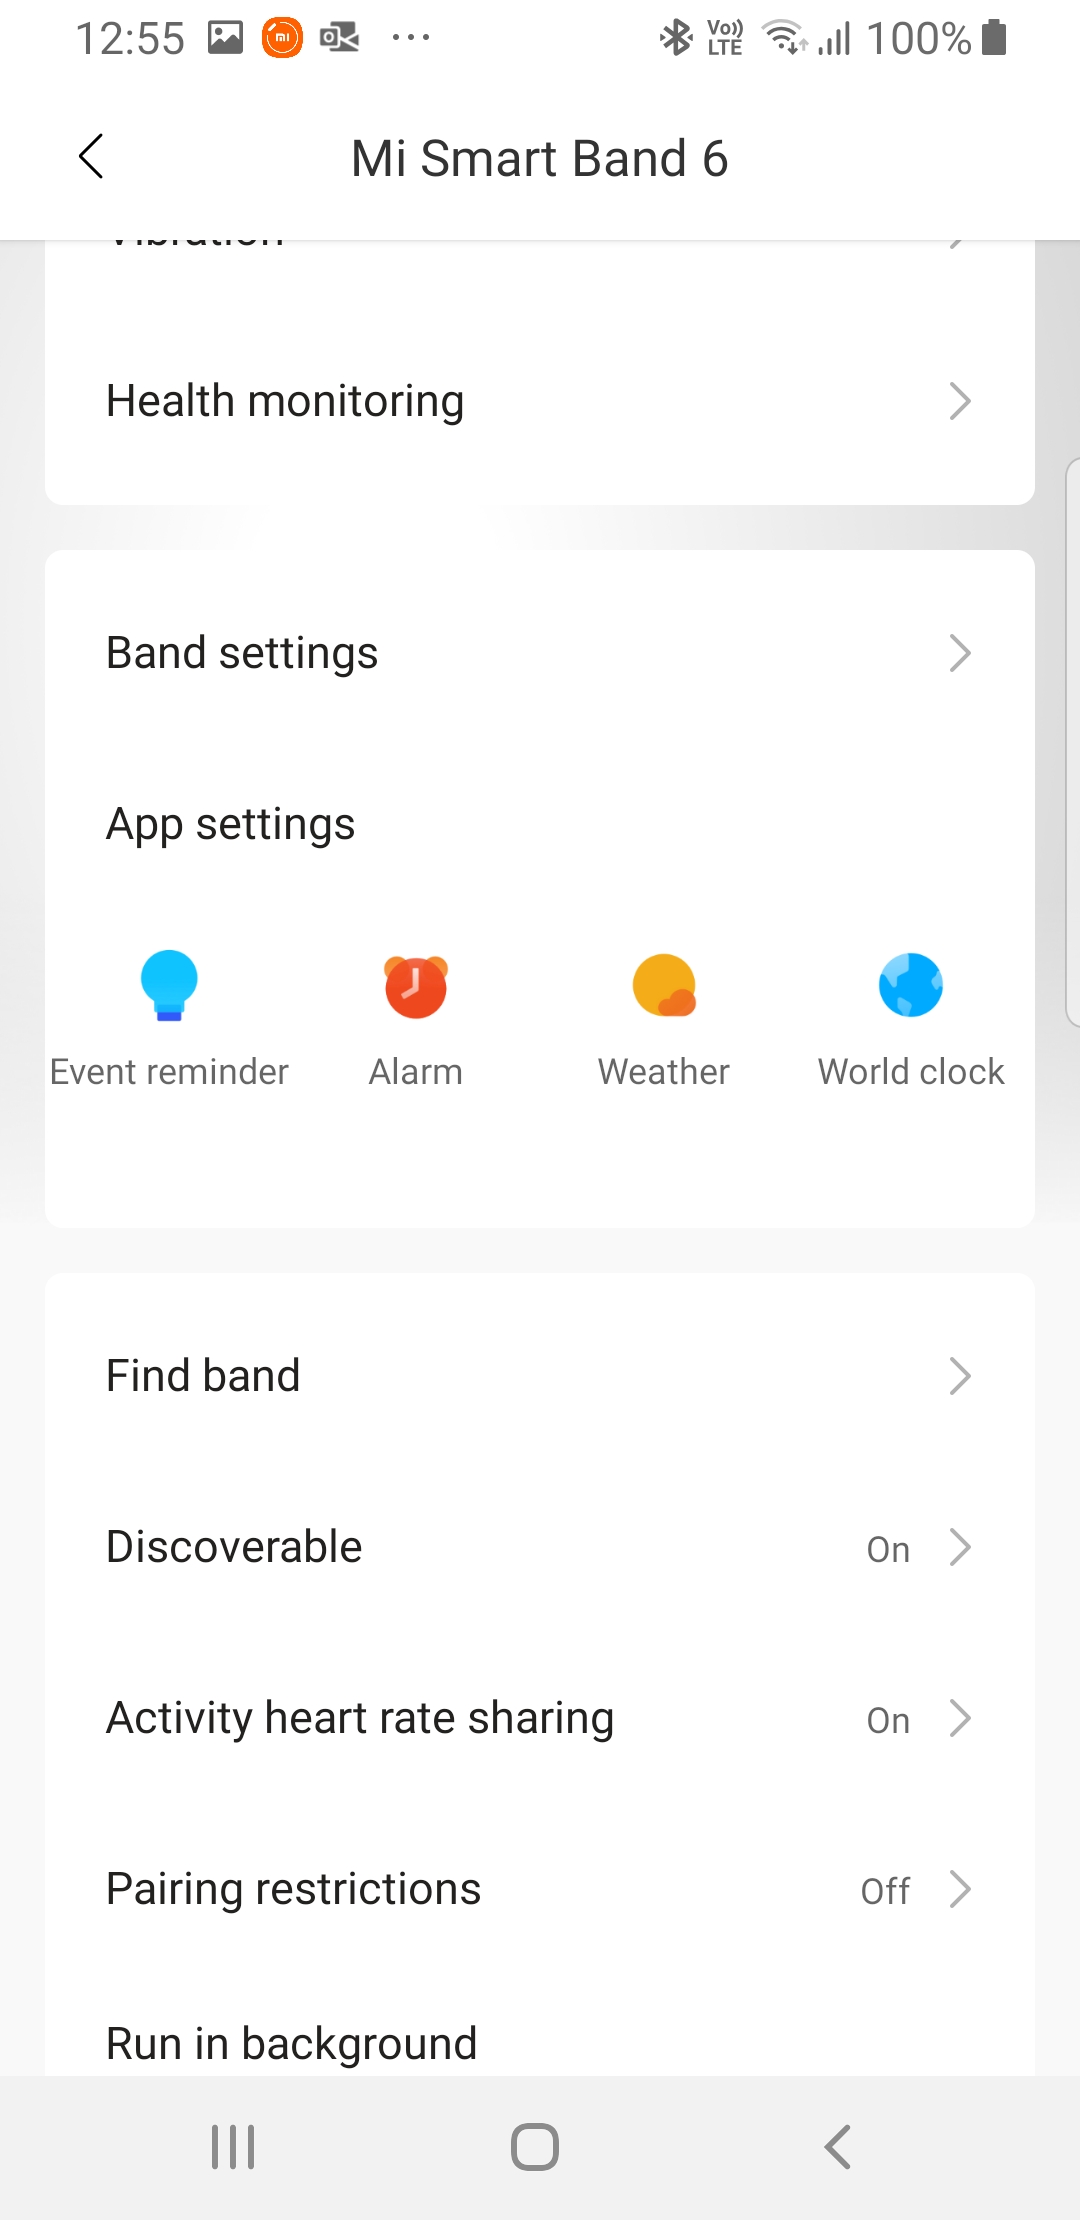 12:55 100%
Vo)) LTE
Mi Smart Band 6
Vibration
Health monitoring
Band settings
App settings
Event reminder Alarm Weather World clock
Find band
Discoverable On
Activity heart rate sharing On
Pairing restrictions Off
Run in background